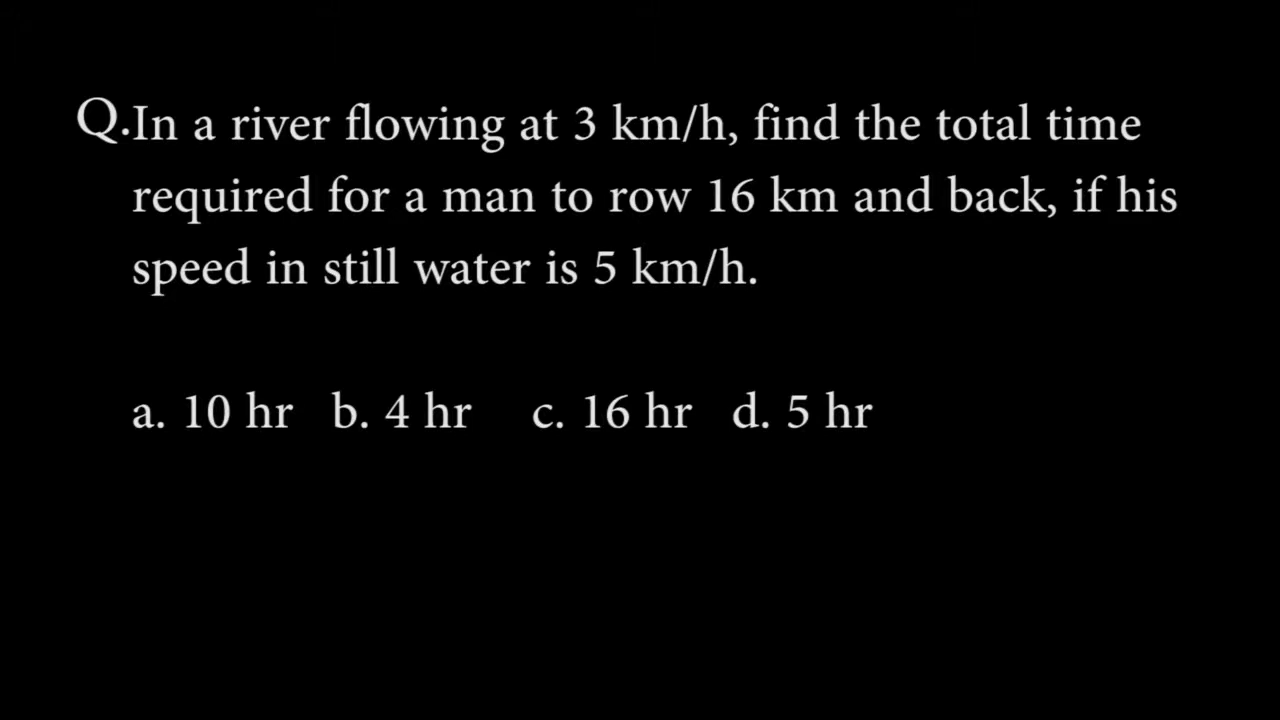 Q. In a river flowing at 3 km/h, find the total time
required for a man to row 16 km and back, if his
speed in still water is 5 km/h.
a. 10 hr b. 4 hr c. 16 hr d. 5 hr